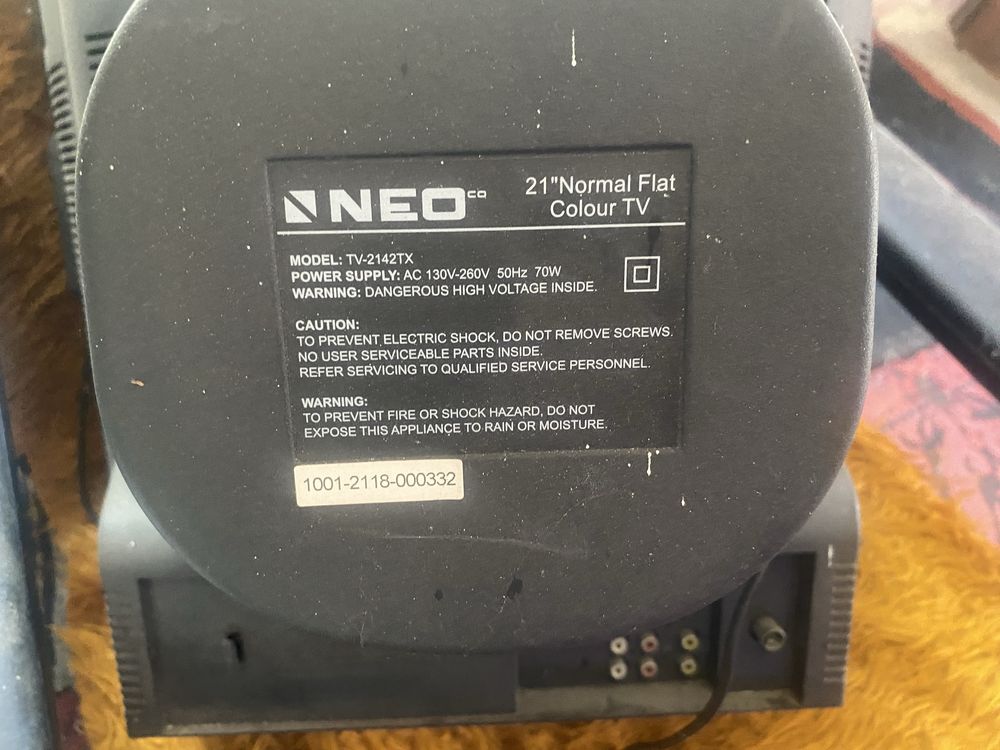 NEO CO
21"Normal Flat
Colour TV
MODEL: TV-2142TX
POWER SUPPLY: AC 130V-260V 50Hz 70W
WARNING: DANGEROUS HIGH VOLTAGE INSIDE.
CAUTION:
TO PREVENT ELECTRIC SHOCK, DO NOT REMOVE SCREWS.
NO USER SERVICEABLE PARTS INSIDE.
REFER SERVICING TO QUALIFIED SERVICE PERSONNEL.
WARNING:
TO PREVENT FIRE OR SHOCK HAZARD, DO NOT
EXPOSE THIS APPLIANCE TO RAIN OR MOISTURE.
1001-2118-000332